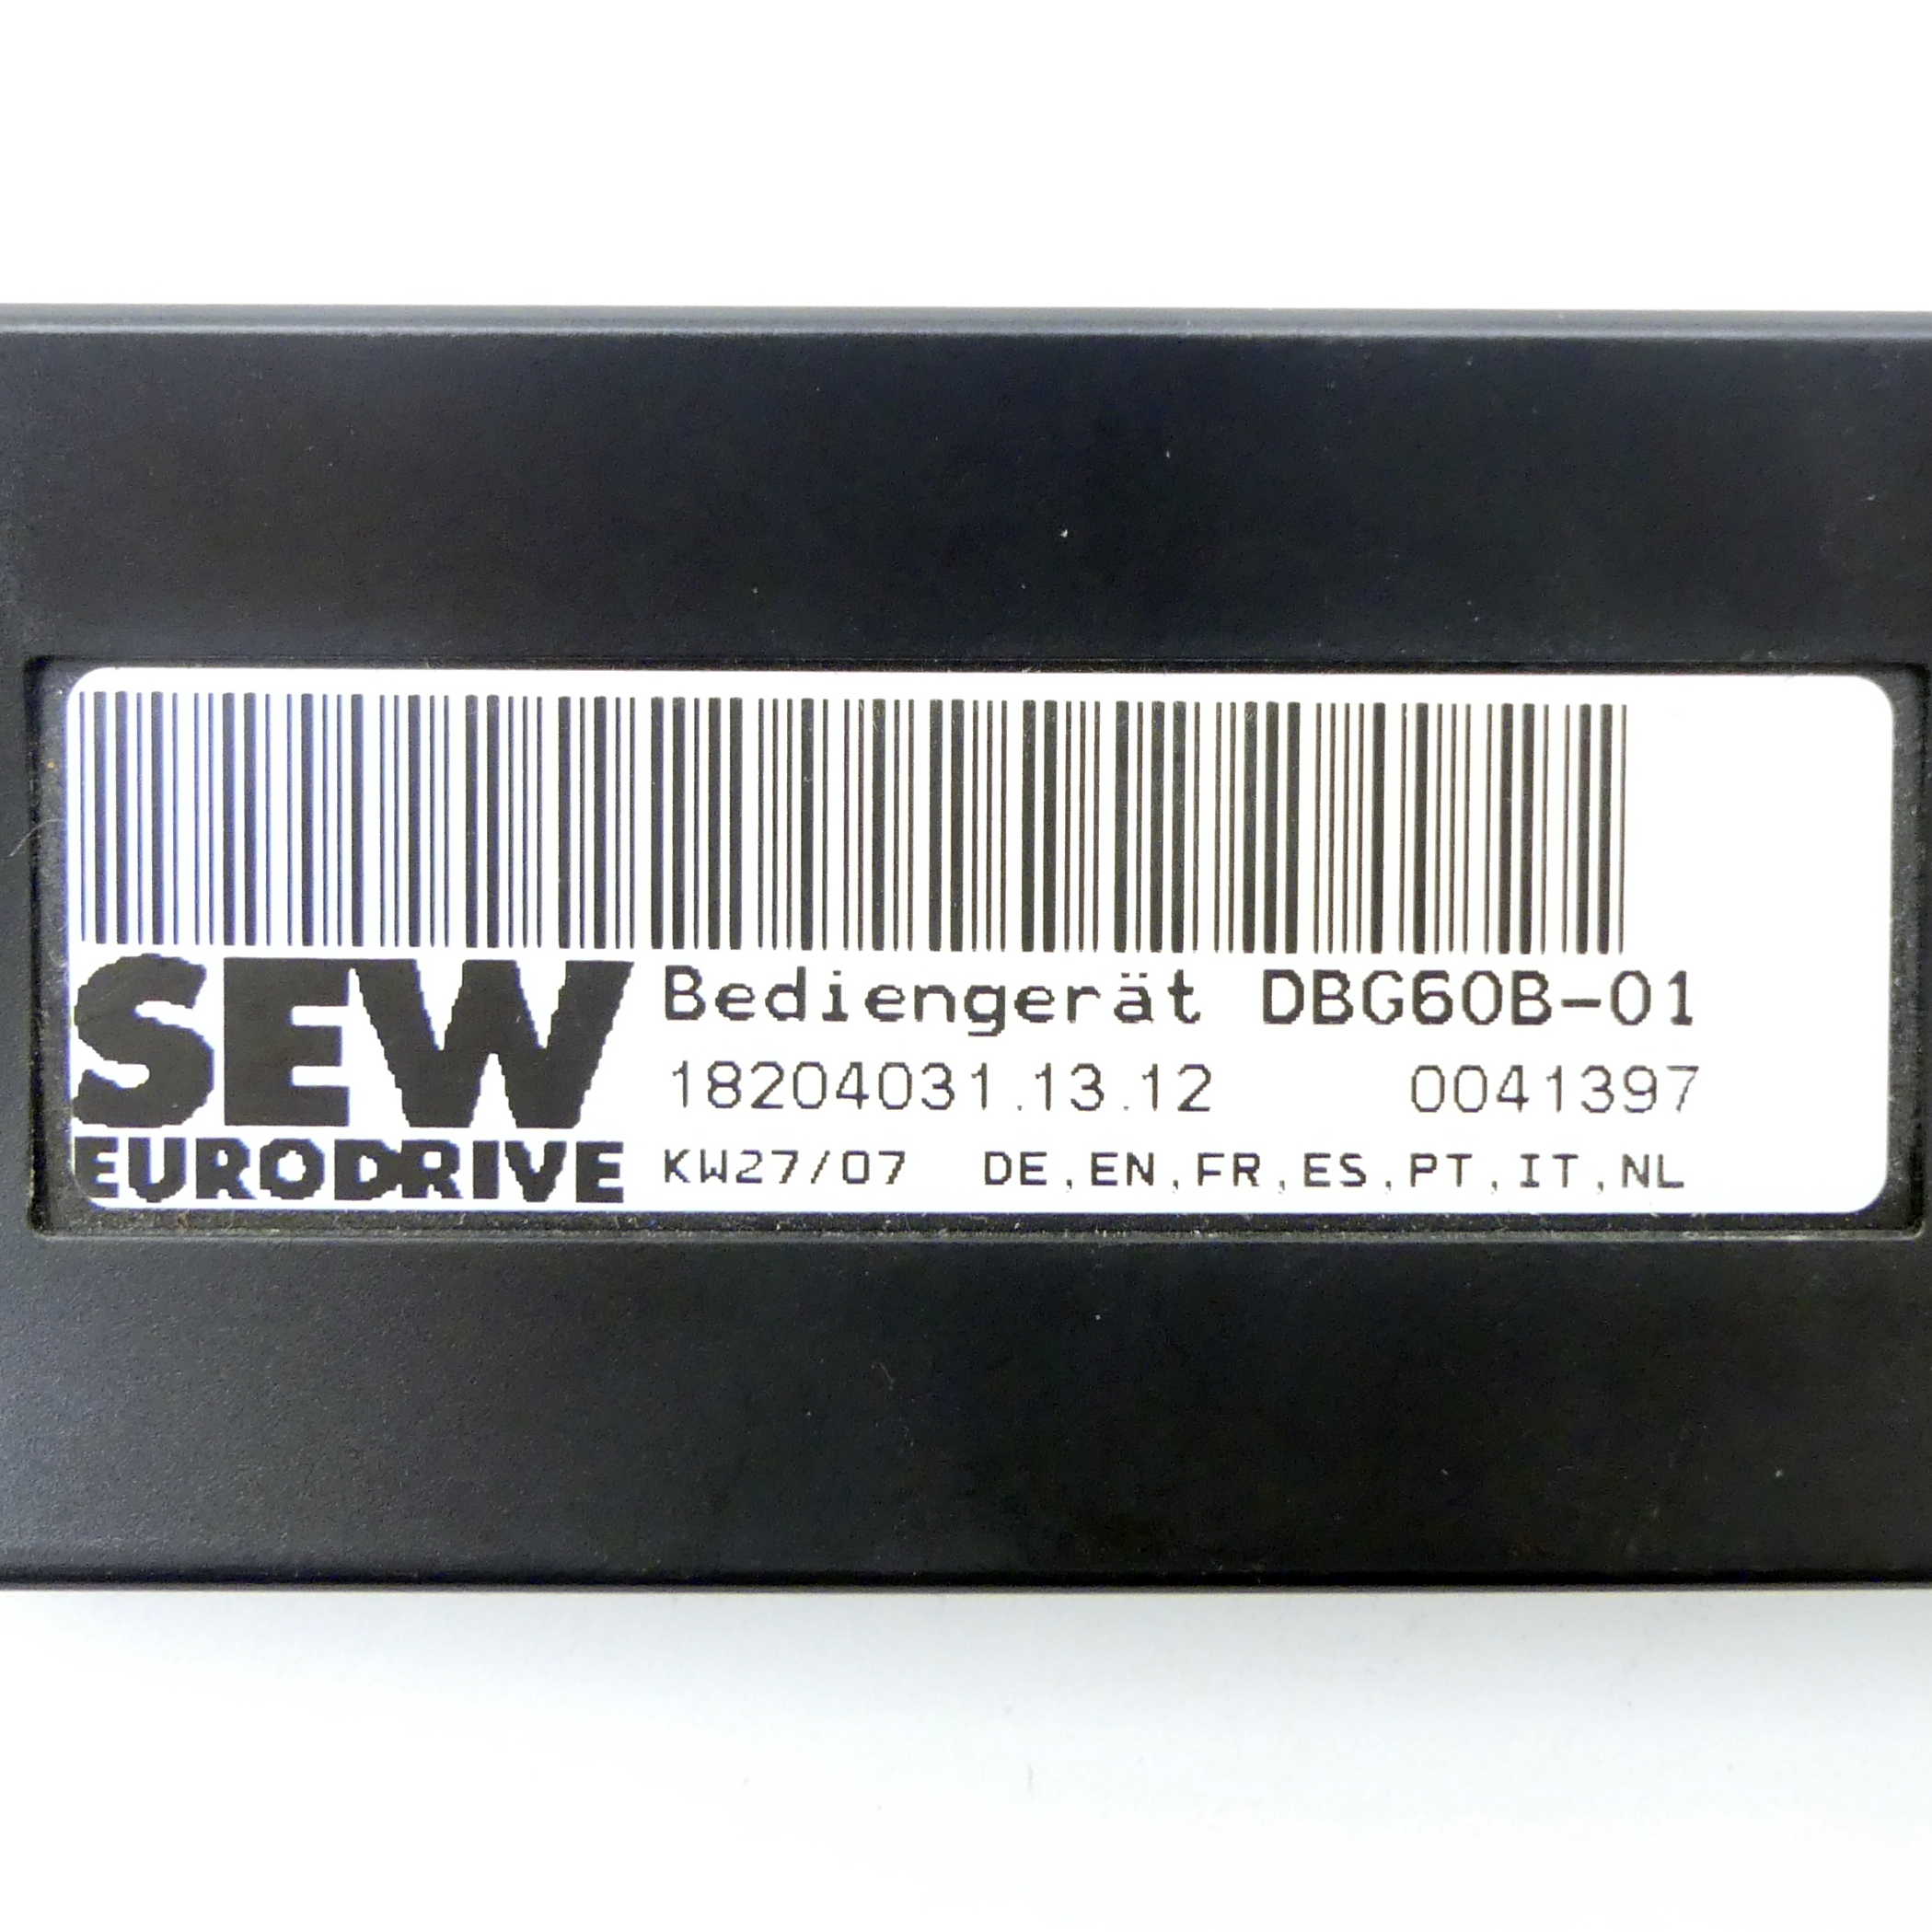 SEW
EURODRIVE
Bediengerät DBG60B-01
18204031.13.12 0041397
KW27/07 DE,EN,FR,ES,PT,IT,NL